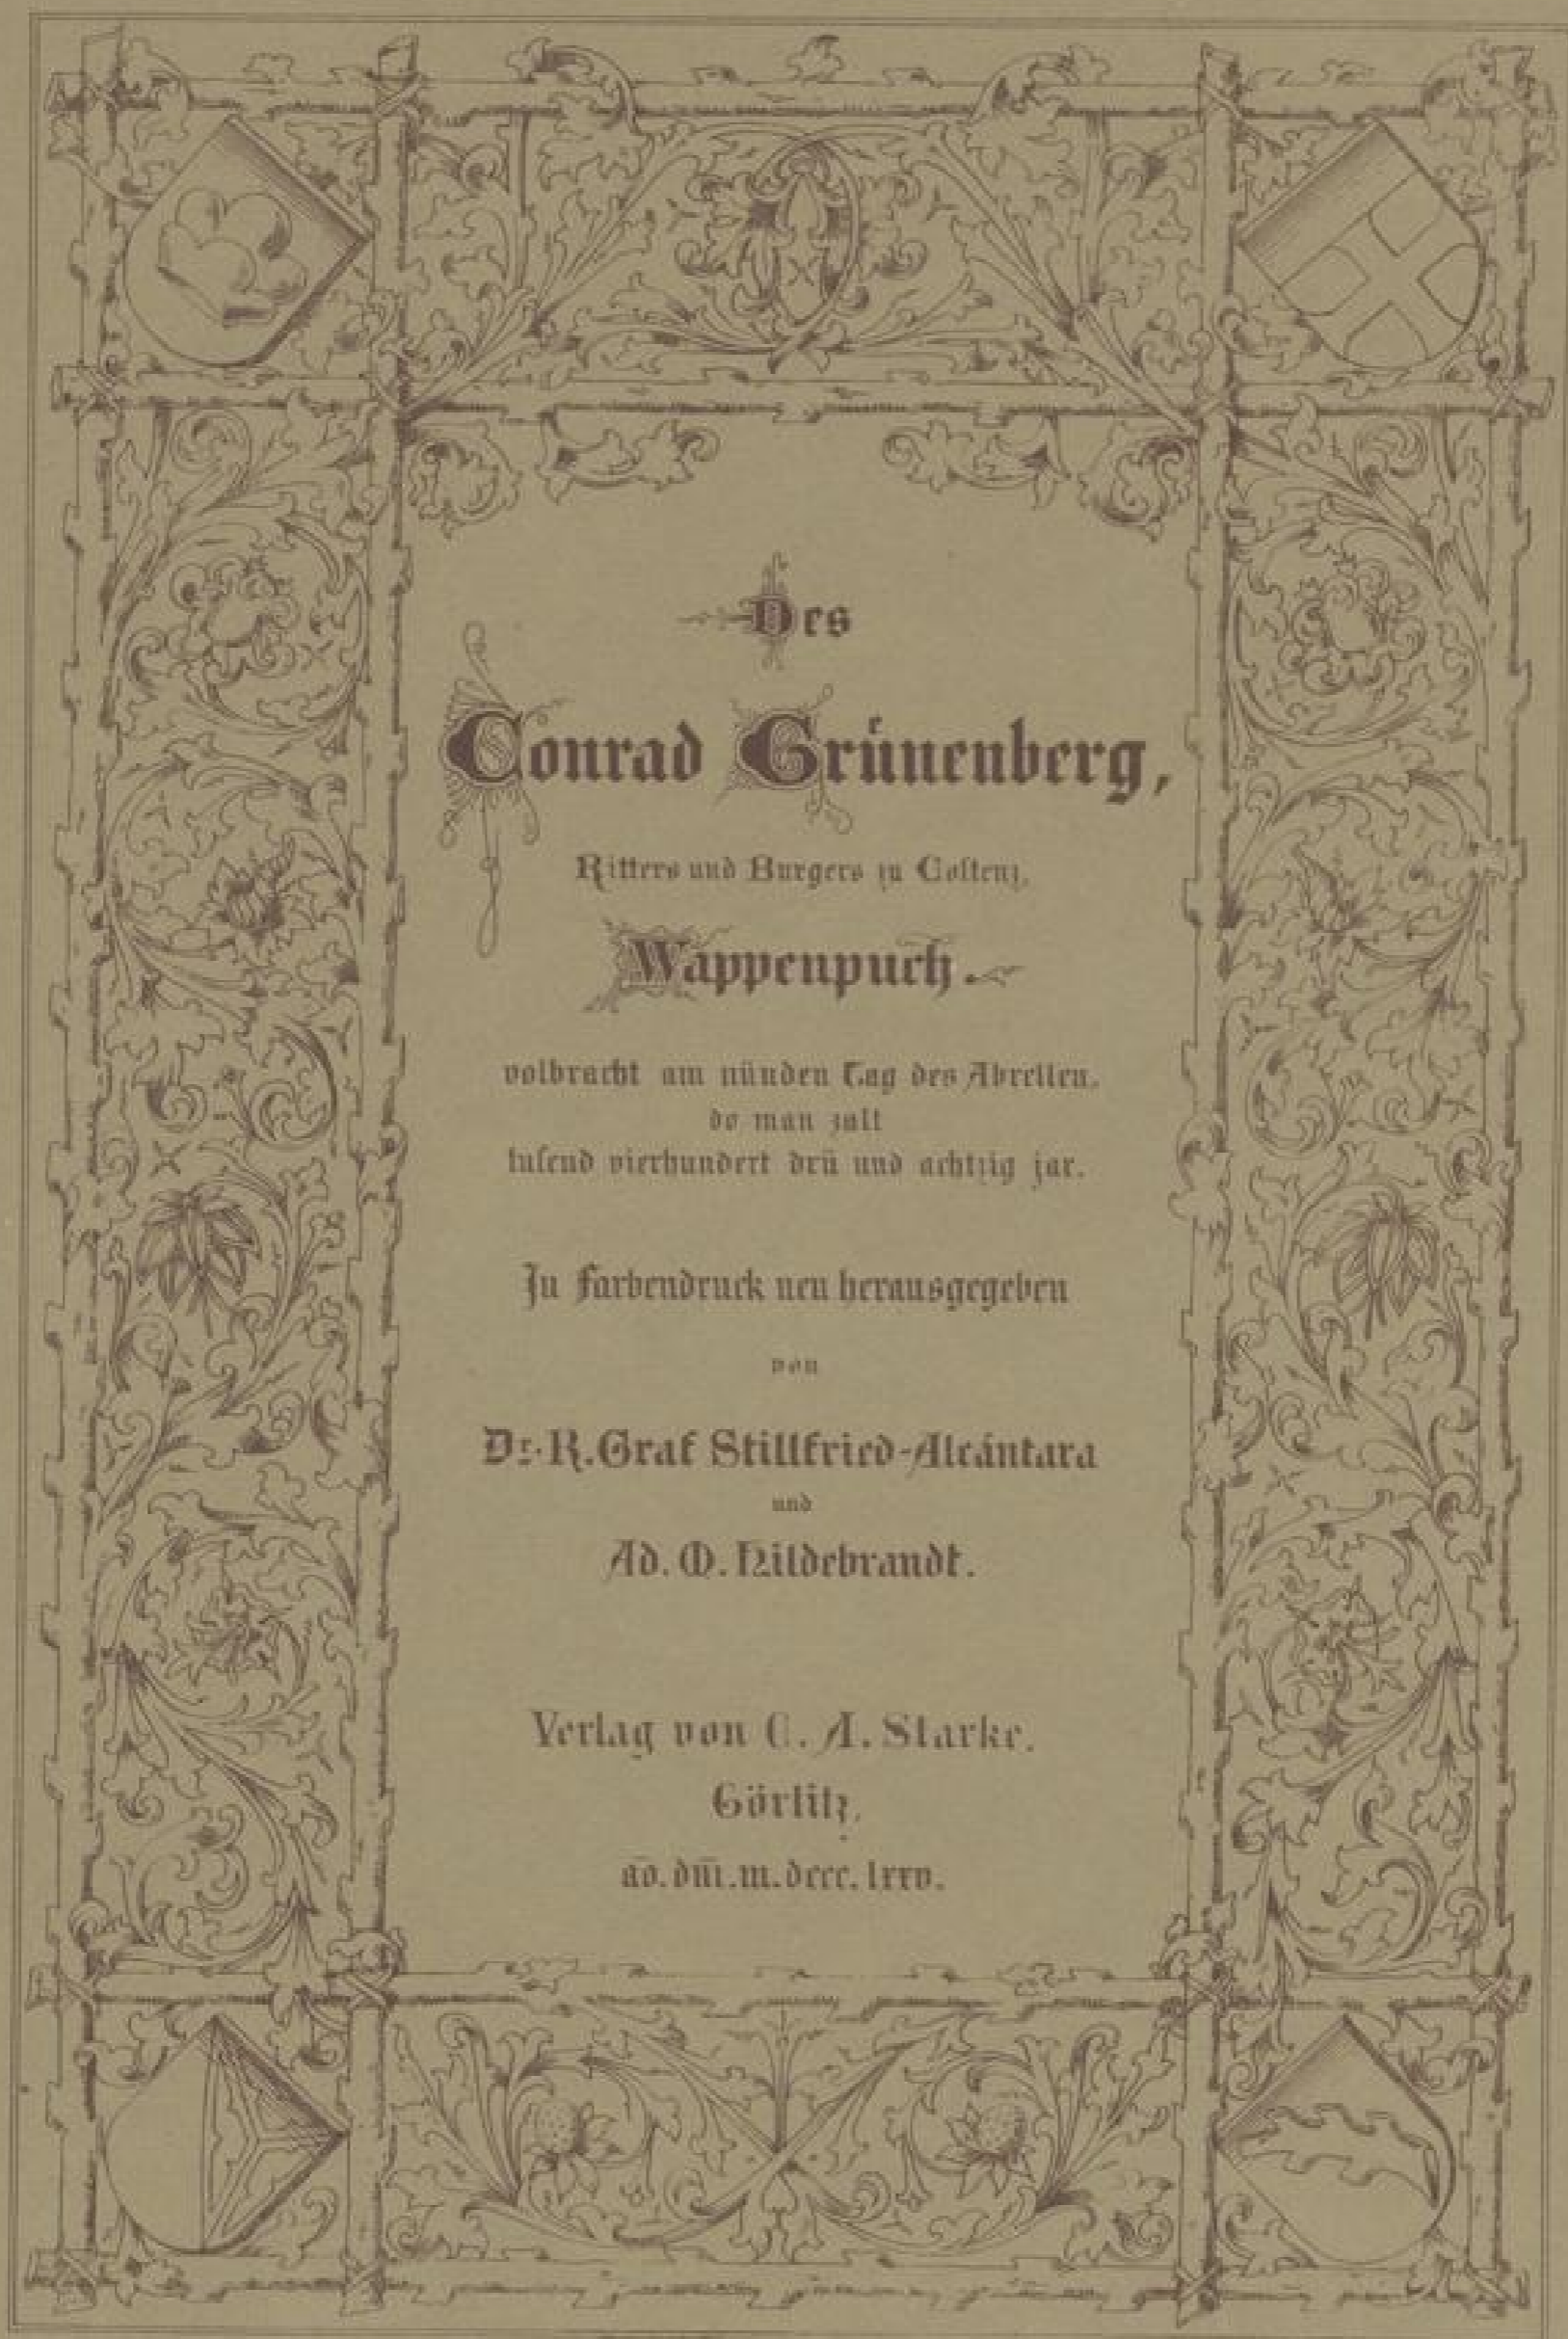 Des
Conrad Grünenberg,
Ritters und Burgers zu Costenz,
Wappenpuch.
volbracht am nünden Tag des Abrellen,
do man zalt
tusend vierhundert drü und achtzig jar.
In Farbendruck neu herausgegeben
von
Dr. R. Graf Stillfried-Alcántara
und
Ad. M. Hildebrandt.
Verlag von C. A. Starke.
Görlitz,
ao. dm̄i. m. dccc. lxxv.